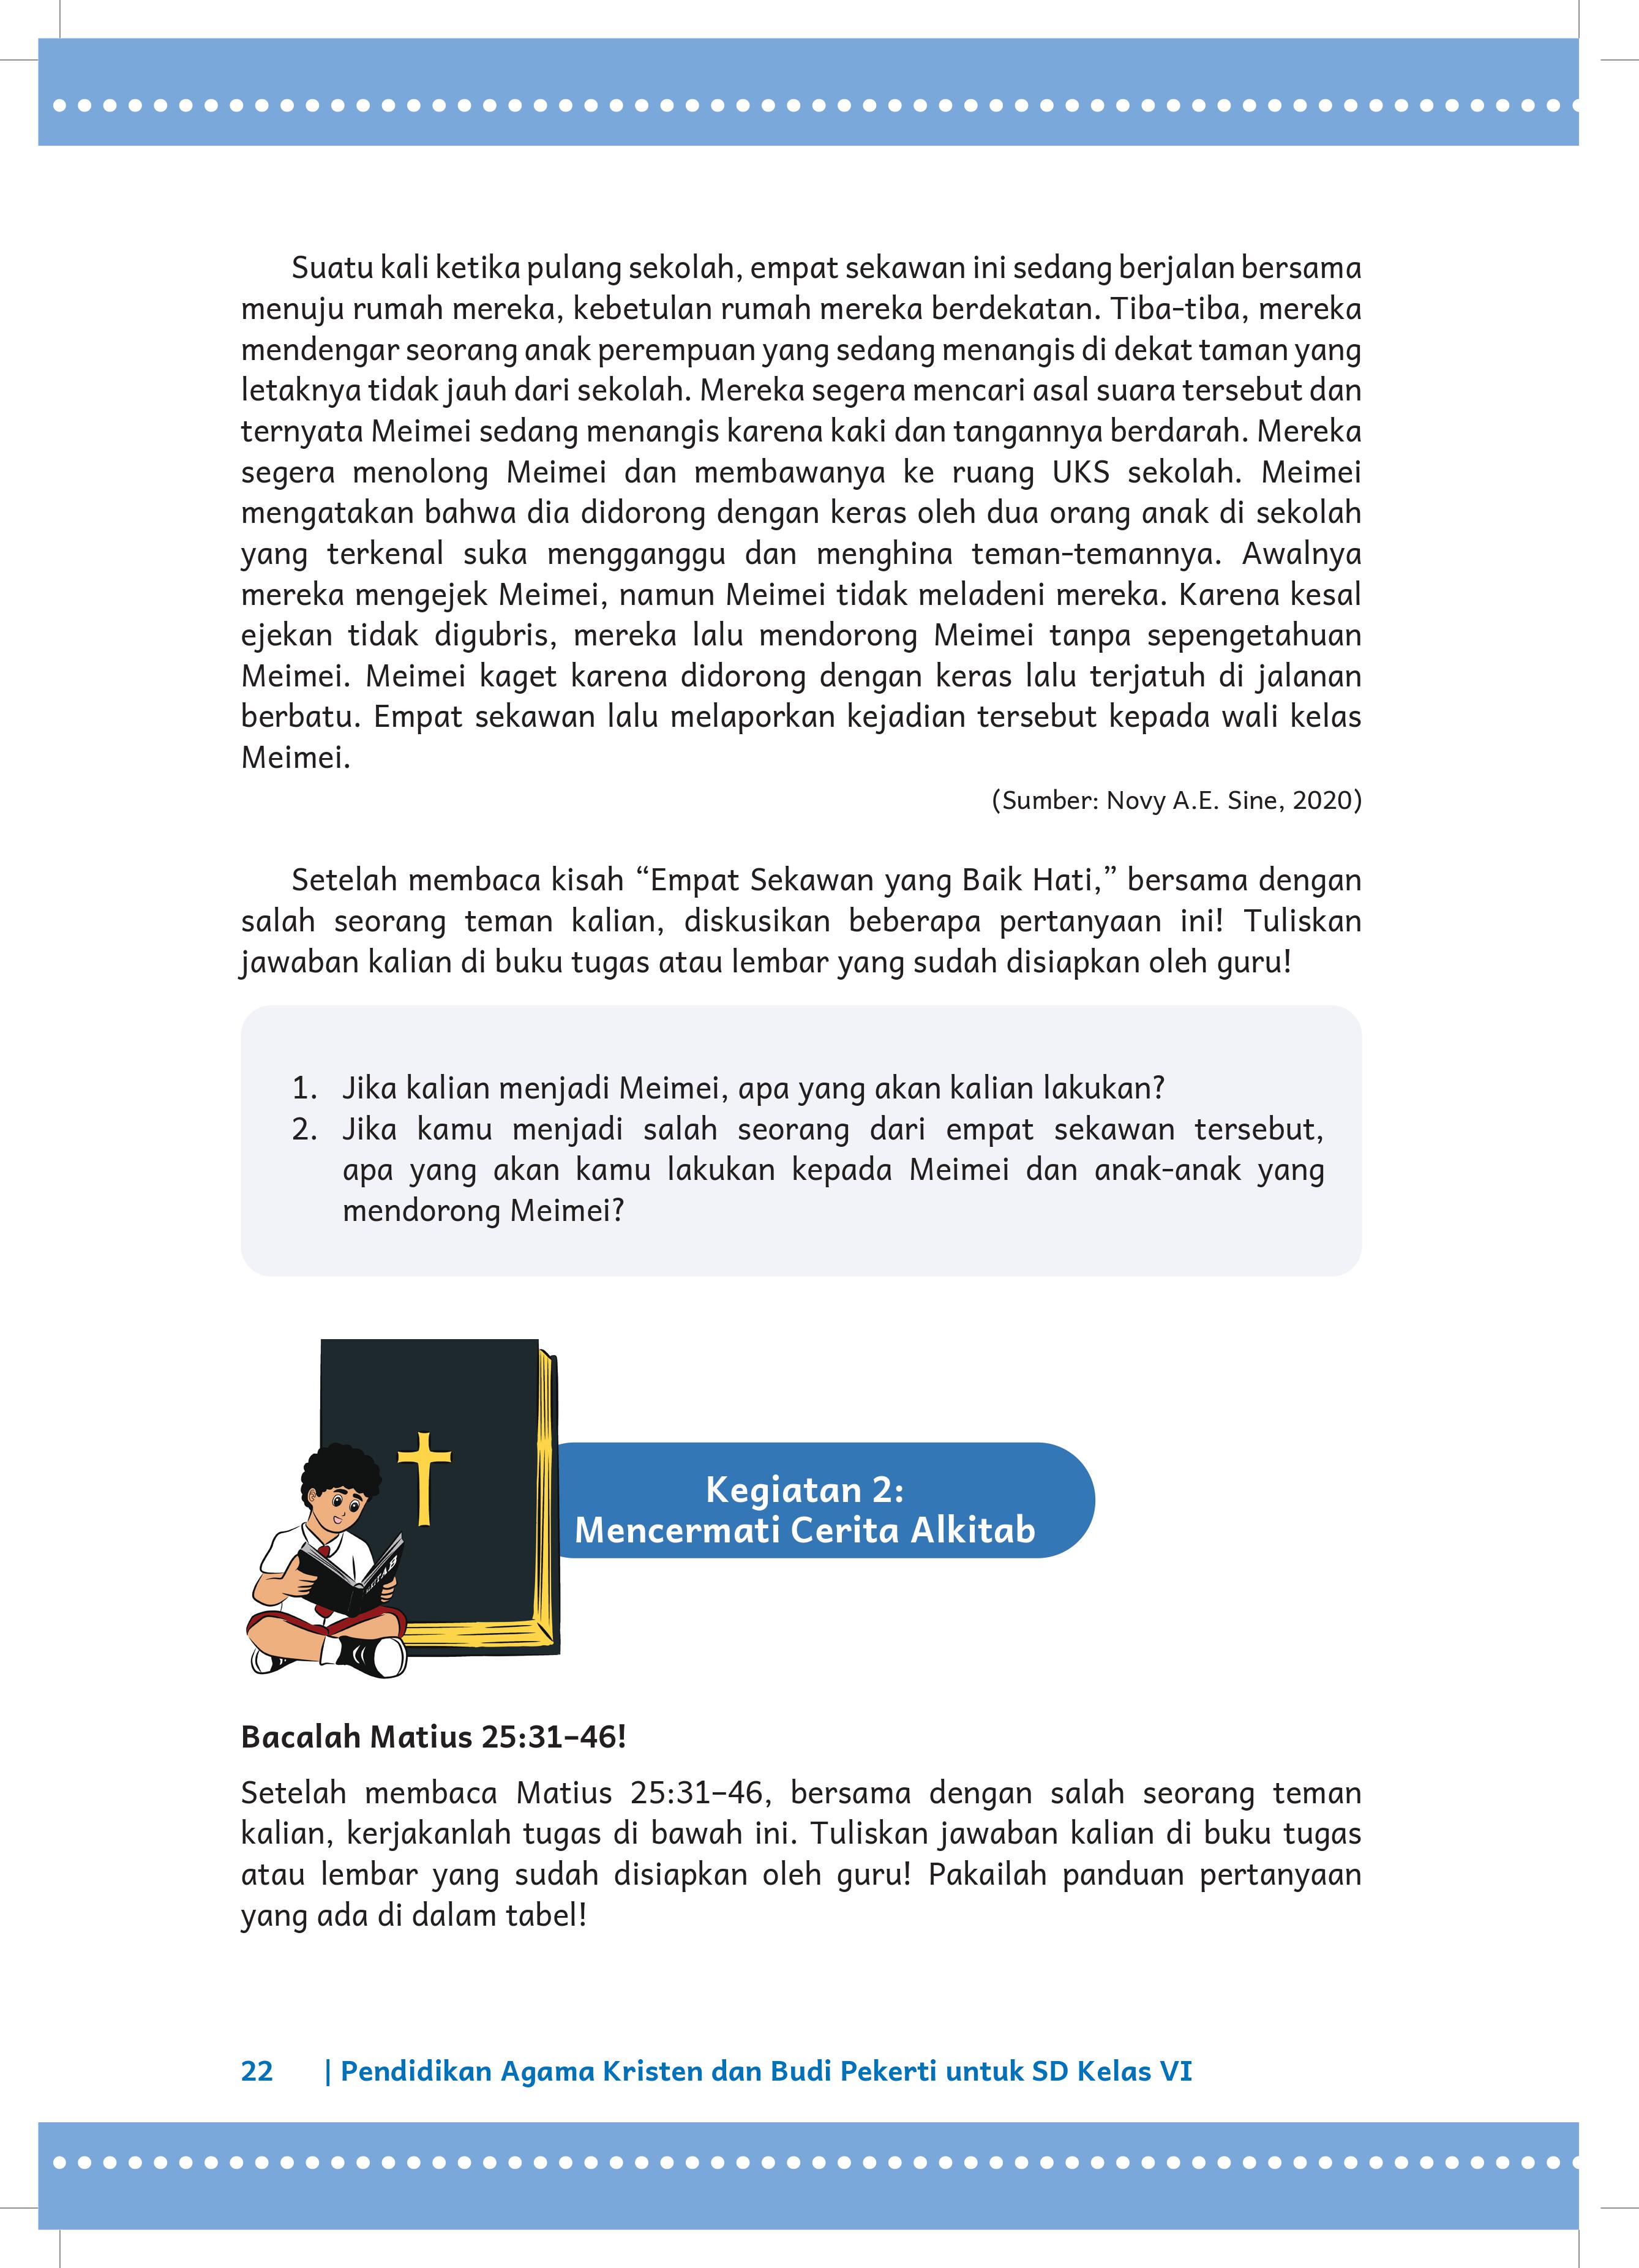 Suatu kali ketika pulang sekolah, empat sekawan ini sedang berjalan bersama
menuju rumah mereka, kebetulan rumah mereka berdekatan. Tiba-tiba, mereka
mendengar seorang anak perempuan yang sedang menangis di dekat taman yang
letaknya tidak jauh dari sekolah. Mereka segera mencari asal suara tersebut dan
ternyata Meimei sedang menangis karena kaki dan tangannya berdarah. Mereka
segera menolong Meimei dan membawanya ke ruang UKS sekolah. Meimei
mengatakan bahwa dia didorong dengan keras oleh dua orang anak di sekolah
yang terkenal suka mengganggu dan menghina teman-temannya. Awalnya
mereka mengejek Meimei, namun Meimei tidak meladeni mereka. Karena kesal
ejekan tidak digubris, mereka lalu mendorong Meimei tanpa sepengetahuan
Meimei. Meimei kaget karena didorong dengan keras lalu terjatuh di jalanan
berbatu. Empat sekawan lalu melaporkan kejadian tersebut kepada wali kelas
Meimei.
(Sumber: Novy A.E. Sine, 2020)
Setelah membaca kisah “Empat Sekawan yang Baik Hati,” bersama dengan
salah seorang teman kalian, diskusikan beberapa pertanyaan ini! Tuliskan
jawaban kalian di buku tugas atau lembar yang sudah disiapkan oleh guru!
1. Jika kalian menjadi Meimei, apa yang akan kalian lakukan?
2. Jika kamu menjadi salah seorang dari empat sekawan tersebut,
apa yang akan kamu lakukan kepada Meimei dan anak-anak yang
mendorong Meimei?
Kegiatan 2:
Mencermati Cerita Alkitab
Bacalah Matius 25:31–46!
Setelah membaca Matius 25:31–46, bersama dengan salah seorang teman
kalian, kerjakanlah tugas di bawah ini. Tuliskan jawaban kalian di buku tugas
atau lembar yang sudah disiapkan oleh guru! Pakailah panduan pertanyaan
yang ada di dalam tabel!
22 | Pendidikan Agama Kristen dan Budi Pekerti untuk SD Kelas VI